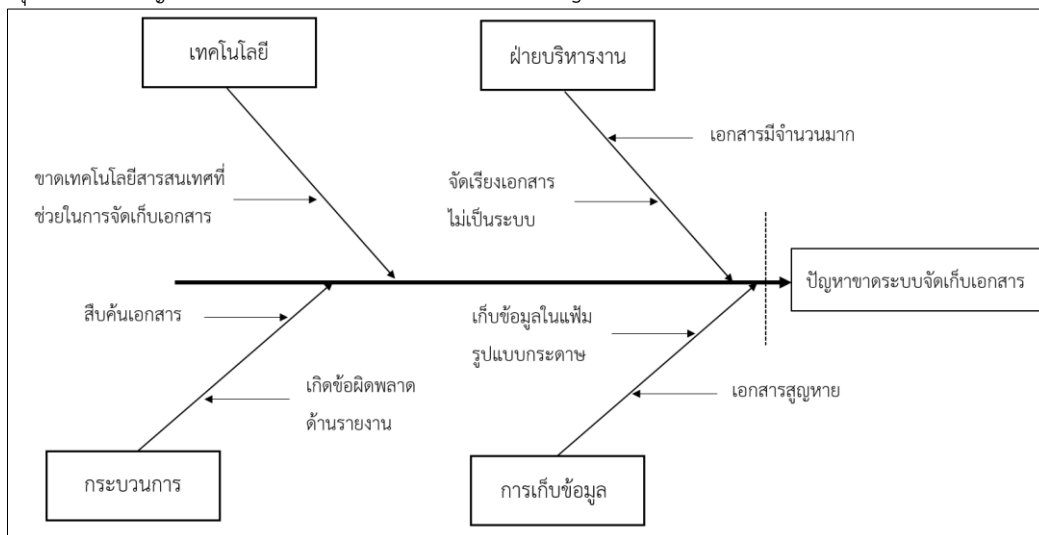 เทคโนโลยี
ฝ่ายบริหารงาน
เอกสารมีจำนวนมาก
ขาดเทคโนโลยีสารสนเทศที่
ช่วยในการจัดเก็บเอกสาร
จัดเรียงเอกสาร
ไม่เป็นระบบ
ปัญหาขาดระบบจัดเก็บเอกสาร
สืบค้นเอกสาร
เก็บข้อมูลในแฟ้ม
รูปแบบกระดาษ
เกิดข้อผิดพลาด
ด้านรายงาน
เอกสารสูญหาย
กระบวนการ
การเก็บข้อมูล